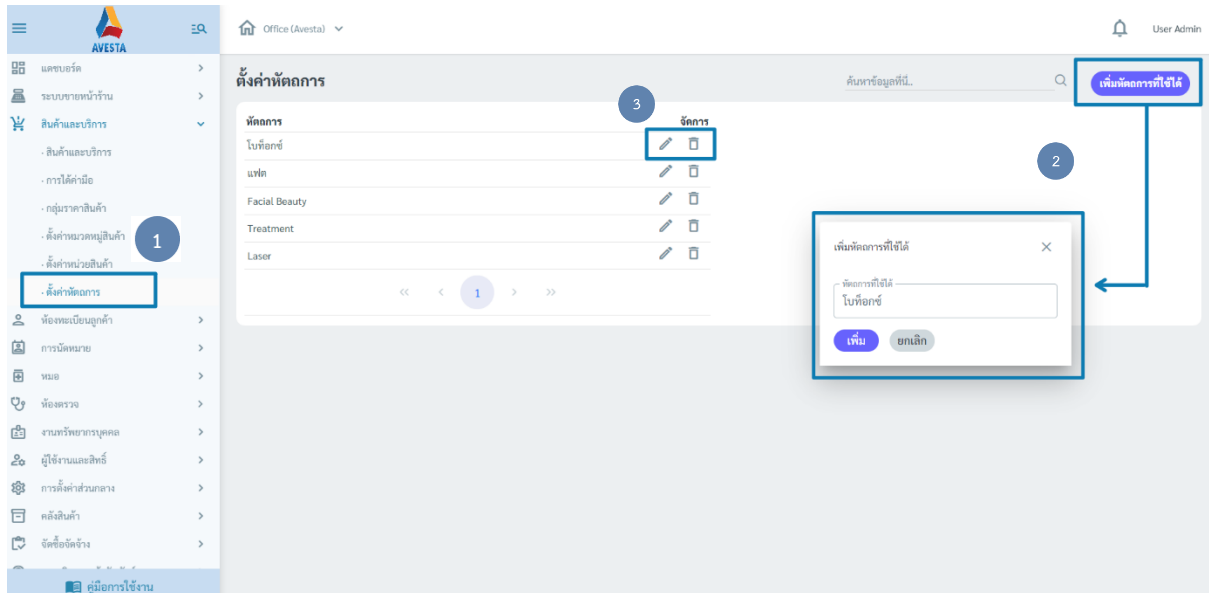 AVESTA
Office (Avesta)
User Admin
แดชบอร์ด
ระบบขายหน้าร้าน
สินค้าและบริการ
· สินค้าและบริการ
· การได้ค่ามือ
· กลุ่มราคาสินค้า
· ตั้งค่าหมวดหมู่สินค้า
· ตั้งค่าหน่วยสินค้า
· ตั้งค่าหัตถการ
ห้องทะเบียนลูกค้า
การนัดหมาย
หมอ
ห้องตรวจ
งานทรัพยากรบุคคล
ผู้ใช้งานและสิทธิ์
การตั้งค่าส่วนกลาง
คลังสินค้า
จัดซื้อจัดจ้าง
คู่มือการใช้งาน
1
ตั้งค่าหัตถการ
ค้นหาข้อมูลที่นี่..
เพิ่มหัตถการที่ใช้ได้
3
2
หัตถการ จัดการ
โบท็อกซ์
แฟต
Facial Beauty
Treatment
Laser
<< < 1 > >>
เพิ่มหัตถการที่ใช้ได้
หัตถการที่ใช้ได้
โบท็อกซ์
เพิ่ม ยกเลิก